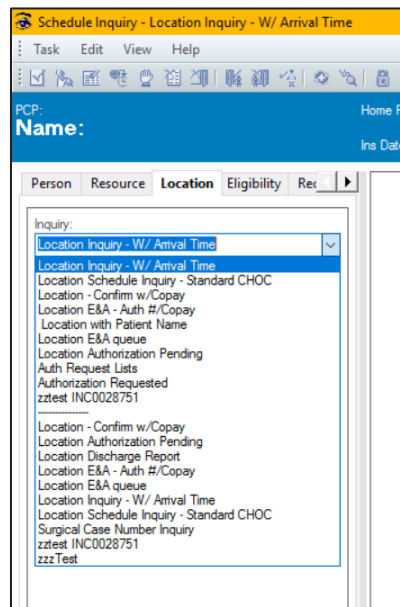 Schedule Inquiry - Location Inquiry - W/ Arrival Time
Task Edit View Help
PCP:
Home
Name:
Ins Dat
Person Resource Location Eligibility
Inquiry:
Location Inquiry - W/ Arrival Time
Location Inquiry - W/ Arrival Time
Location Schedule Inquiry - Standard CHOC
Location - Confirm w/Copay
Location E&A - Auth #/Copay
Location with Patient Name
Location E&A queue
Location Authorization Pending
Auth Request Lists
Authorization Requested
zztest INC0028751
---------------
Location - Confirm w/Copay
Location Authorization Pending
Location Discharge Report
Location E&A - Auth #/Copay
Location E&A queue
Location Inquiry - W/ Arrival Time
Location Schedule Inquiry - Standard CHOC
Surgical Case Number Inquiry
zztest INC0028751
zzzTest